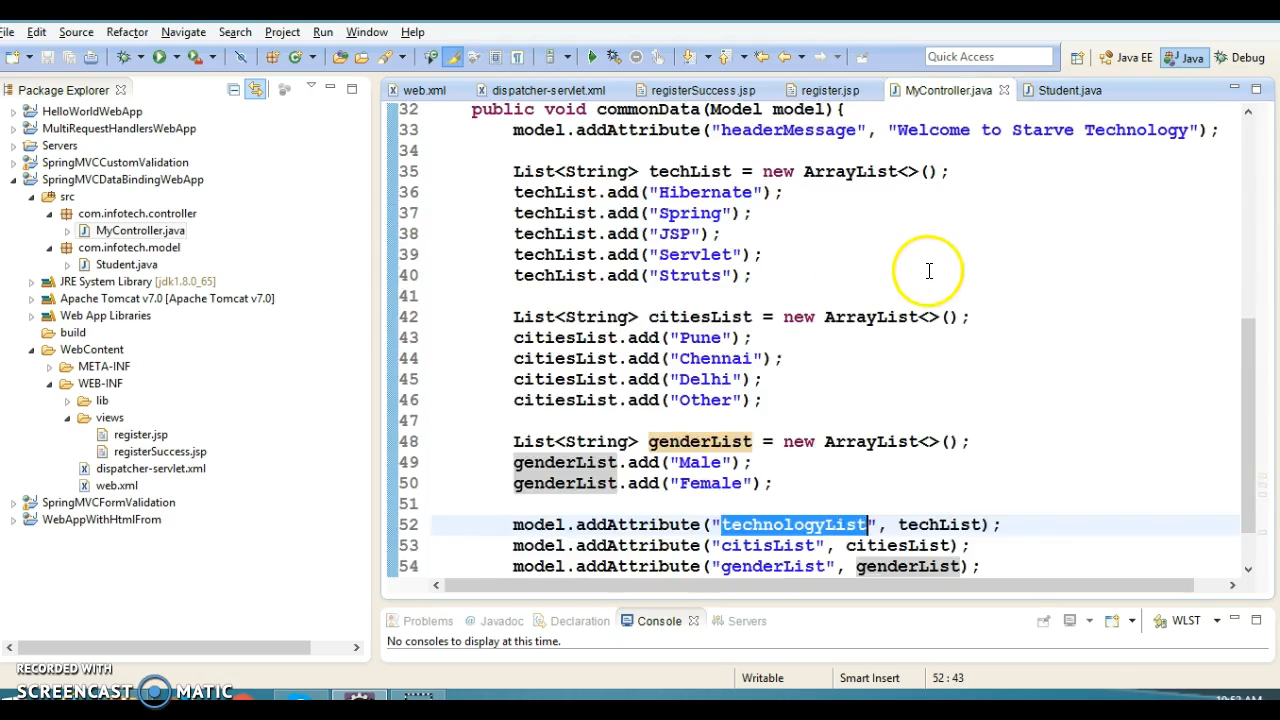 File Edit Source Refactor Navigate Search Project Run Window Help
Quick Access
Java EE
Java
Debug
Package Explorer
web.xml
dispatcher-servlet.xml
registerSuccess.jsp
register.jsp
MyController.java
Student.java
HelloWorldWebApp
MultiRequestHandlersWebApp
Servers
SpringMVCCustomValidation
SpringMVCDataBindingWebApp
src
com.infotech.controller
MyController.java
com.infotech.model
Student.java
JRE System Library [jdk1.8.0_65]
Apache Tomcat v7.0 [Apache Tomcat v7.0]
Web App Libraries
build
WebContent
META-INF
WEB-INF
lib
views
register.jsp
registerSuccess.jsp
dispatcher-servlet.xml
web.xml
SpringMVCFormValidation
WebAppWithHtmlFrom
32 public void commonData(Model model){
33 model.addAttribute("headerMessage", "Welcome to Starve Technology");
34
35 List<String> techList = new ArrayList<>();
36 techList.add("Hibernate");
37 techList.add("Spring");
38 techList.add("JSP");
39 techList.add("Servlet");
40 techList.add("Struts");
41
42 List<String> citiesList = new ArrayList<>();
43 citiesList.add("Pune");
44 citiesList.add("Chennai");
45 citiesList.add("Delhi");
46 citiesList.add("Other");
47
48 List<String> genderList = new ArrayList<>();
49 genderList.add("Male");
50 genderList.add("Female");
51
52 model.addAttribute("technologyList", techList);
53 model.addAttribute("citisList", citiesList);
54 model.addAttribute("genderList", genderList);
Problems
Javadoc
Declaration
Console
Servers
WLST
No consoles to display at this time.
Writable
Smart Insert
52 : 43
RECORDED WITH
SCREENCAST MATIC